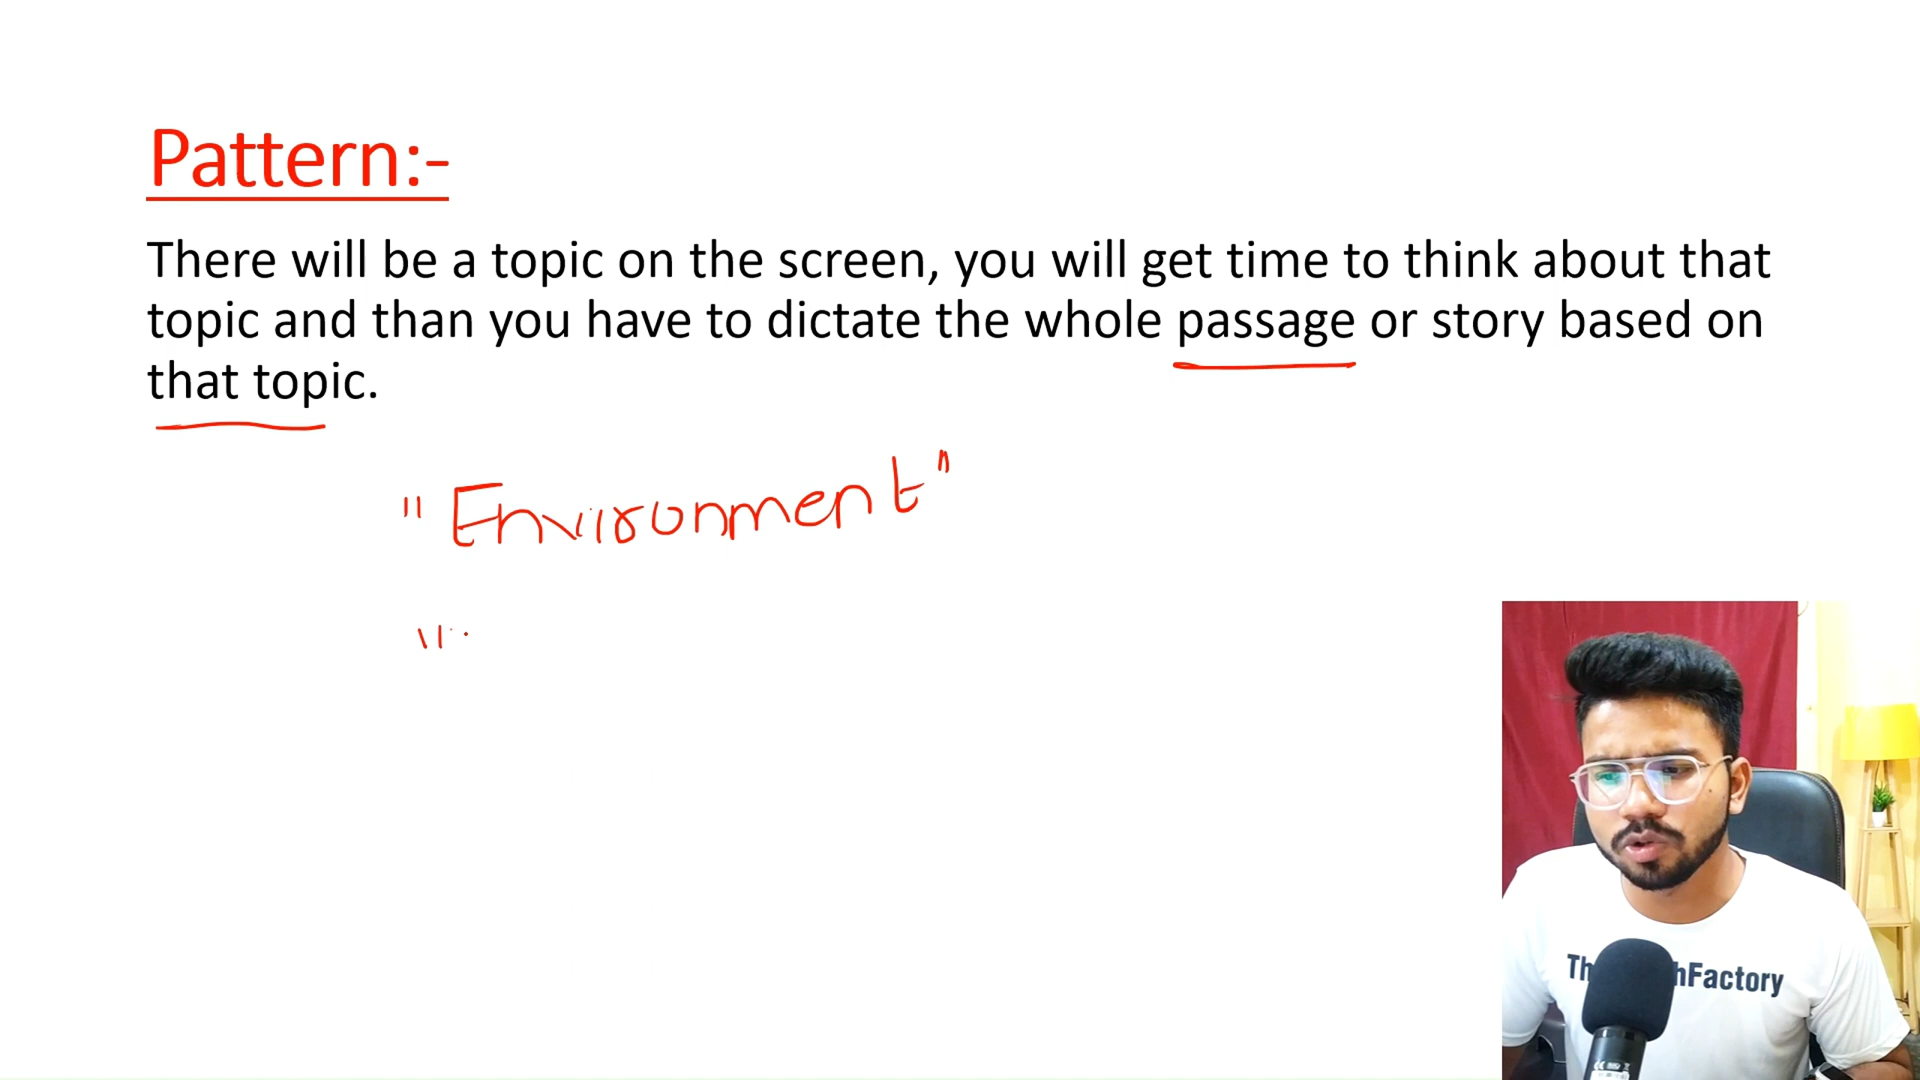 Pattern:-
There will be a topic on the screen, you will get time to think about that
topic and than you have to dictate the whole passage or story based on
that topic.
"Environment"
"
Th hFactory